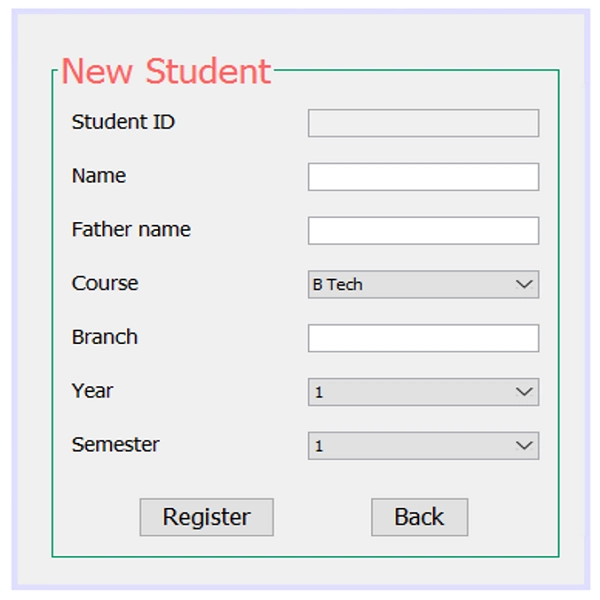 New Student
Student ID
Name
Father name
Course B Tech
Branch
Year 1
Semester 1
Register Back